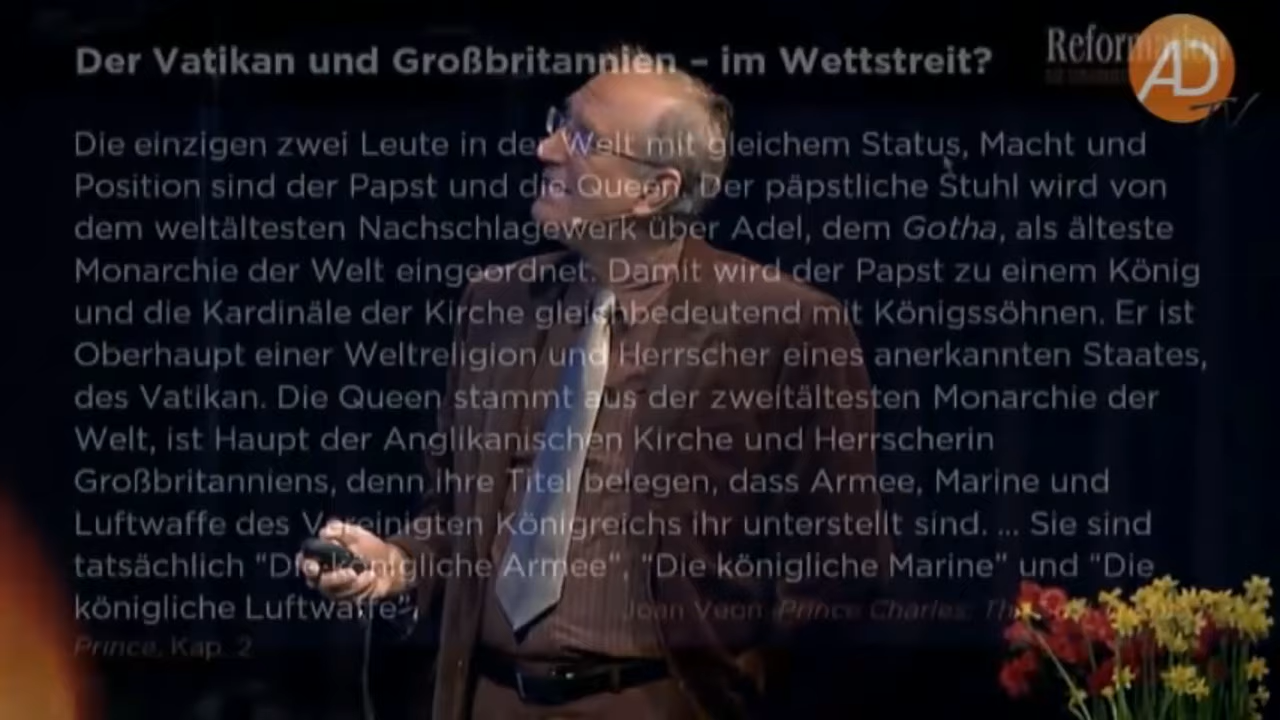 Der Vatikan und Großbritannien – im Wettstreit?
Reformation
AD
TV
Die einzigen zwei Leute in der Welt mit gleichem Status, Macht und
Position sind der Papst und die Queen. Der päpstliche Stuhl wird von
dem weltältesten Nachschlagewerk über Adel, dem Gotha, als älteste
Monarchie der Welt eingeordnet. Damit wird der Papst zu einem König
und die Kardinäle der Kirche gleichbedeutend mit Königssöhnen. Er ist
Oberhaupt einer Weltreligion und Herrscher eines anerkannten Staates,
des Vatikan. Die Queen stammt aus der zweitältesten Monarchie der
Welt, ist Haupt der Anglikanischen Kirche und Herrscherin
Großbritanniens, denn ihre Titel belegen, dass Armee, Marine und
Luftwaffe des Vereinigten Königreichs ihr unterstellt sind. ... Sie sind
tatsächlich “Die königliche Armee”, “Die königliche Marine” und “Die
königliche Luftwaffe”, Joan Veon Prince Charles: The
Prince, Kap. 2